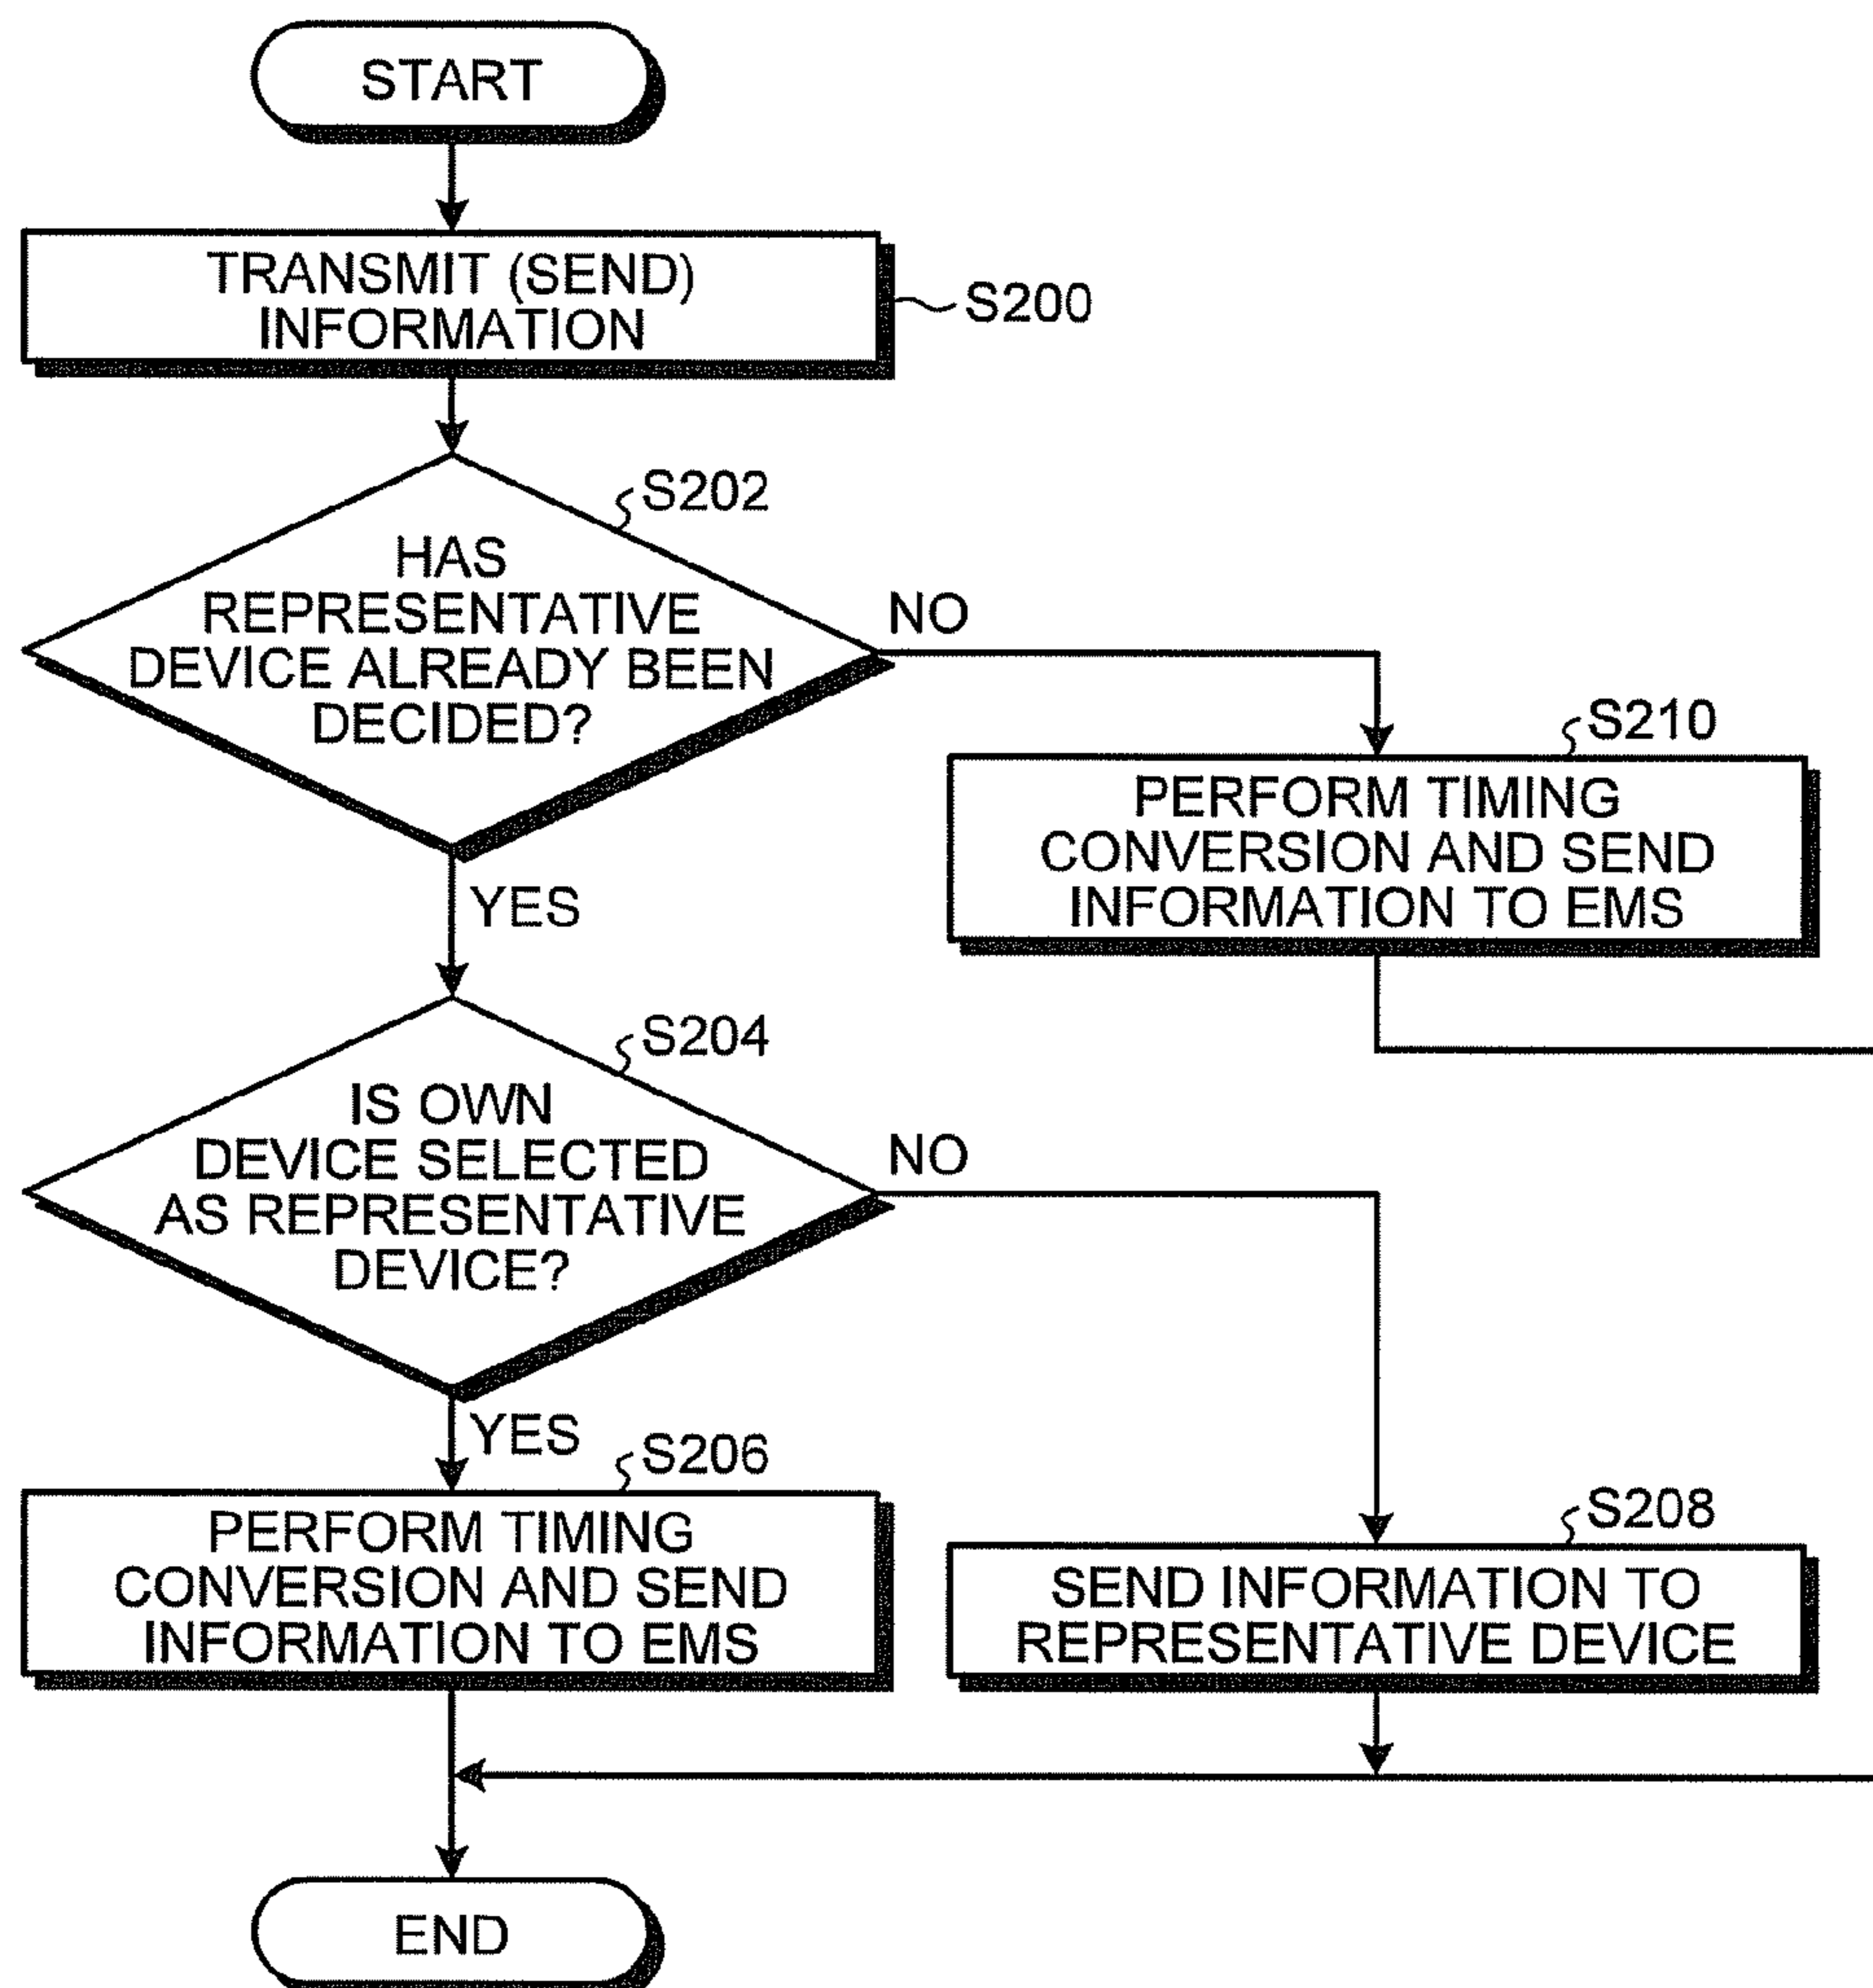 START
TRANSMIT (SEND)
INFORMATION
S200
S202
HAS
REPRESENTATIVE
DEVICE ALREADY BEEN
DECIDED?
NO
YES
S210
PERFORM TIMING
CONVERSION AND SEND
INFORMATION TO EMS
S204
IS OWN
DEVICE SELECTED
AS REPRESENTATIVE
DEVICE?
NO
YES
S206
PERFORM TIMING
CONVERSION AND SEND
INFORMATION TO EMS
S208
SEND INFORMATION TO
REPRESENTATIVE DEVICE
END